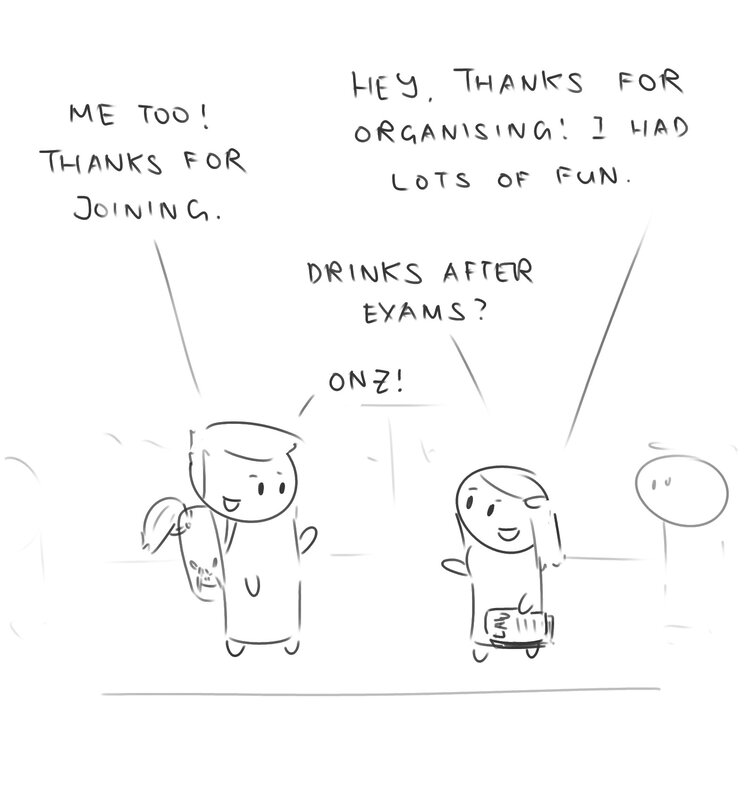 HEY, THANKS FOR
ORGANISING! I HAD
LOTS OF FUN.
ME TOO!
THANKS FOR
JOINING.
DRINKS AFTER
EXAMS?
ONZ!
LAW